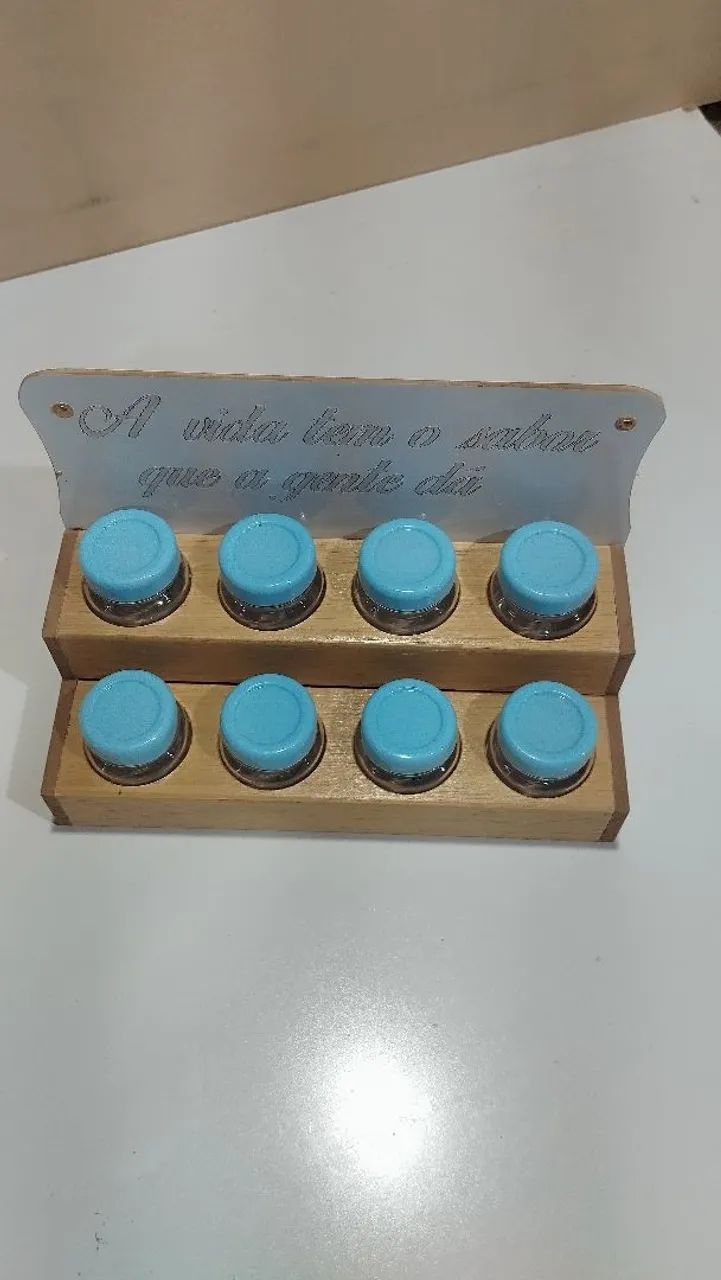 A vida tem o sabor
que a gente dá